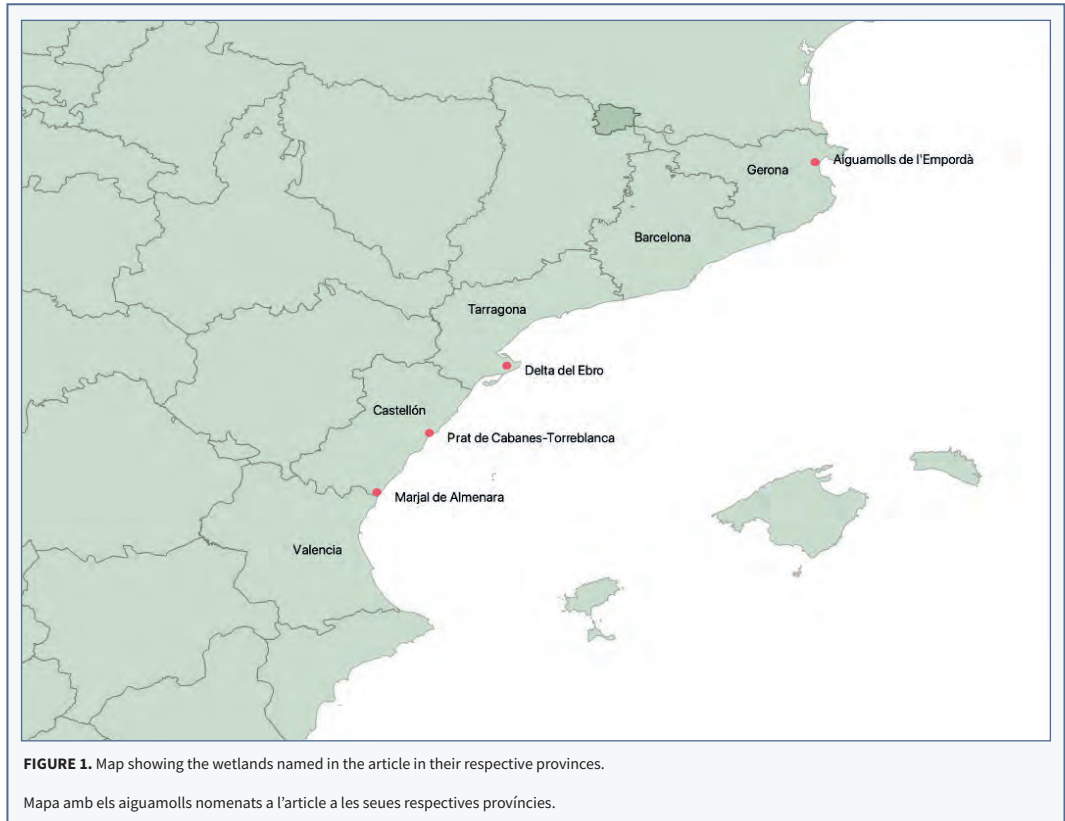 Aiguamolls de l'Empordà
Gerona
Barcelona
Tarragona
Delta del Ebro
Castellón
Prat de Cabanes-Torreblanca
Marjal de Almenara
Valencia
FIGURE 1. Map showing the wetlands named in the article in their respective provinces.
Mapa amb els aiguamolls nomenats a l’article a les seues respectives províncies.